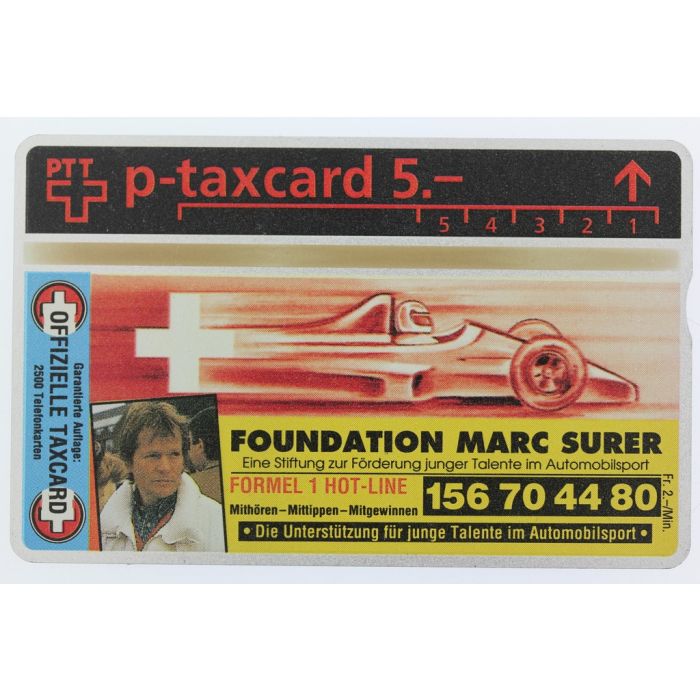 PTT
p-taxcard 5.–
5 4 3 2 1
OFFIZIELLE TAXCARD
Garantierte Auflage:
2500 Telefonkarten
FOUNDATION MARC SURER
Eine Stiftung zur Förderung junger Talente im Automobilsport
FORMEL 1 HOT-LINE
Mithören–Mittippen–Mitgewinnen
156 70 44 80
Fr. 2.–/Min.
• Die Unterstützung für junge Talente im Automobilsport •